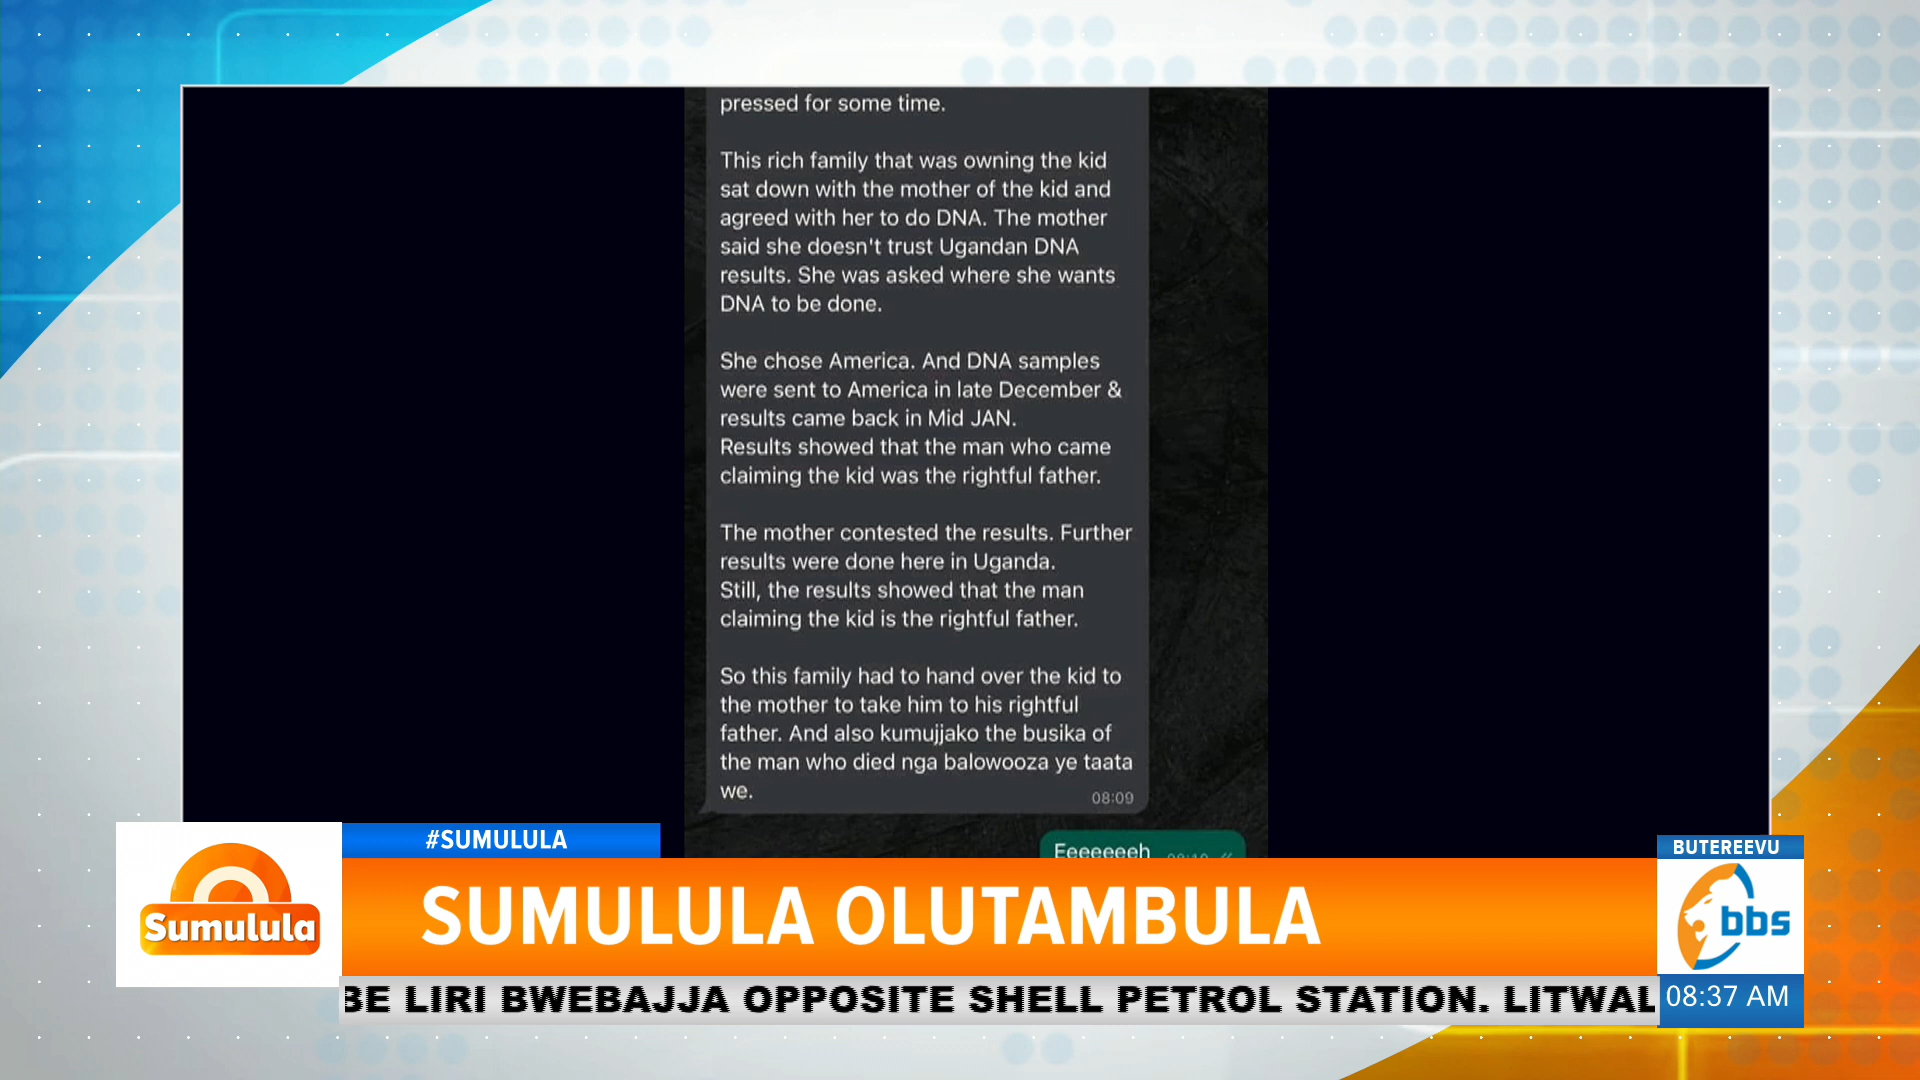 pressed for some time.
This rich family that was owning the kid
sat down with the mother of the kid and
agreed with her to do DNA. The mother
said she doesn't trust Ugandan DNA
results. She was asked where she wants
DNA to be done.
She chose America. And DNA samples
were sent to America in late December &
results came back in Mid JAN.
Results showed that the man who came
claiming the kid was the rightful father.
The mother contested the results. Further
results were done here in Uganda.
Still, the results showed that the man
claiming the kid is the rightful father.
So this family had to hand over the kid to
the mother to take him to his rightful
father. And also kumujjako the busika of
the man who died nga balowooza ye taata
we.
08:09
Eeeeeeeh
#SUMULULA
SUMULULA OLUTAMBULA
Sumulula
BUTEREEVU
bbs
BE LIRI BWEBAJJA OPPOSITE SHELL PETROL STATION. LITWAL
08:37 AM